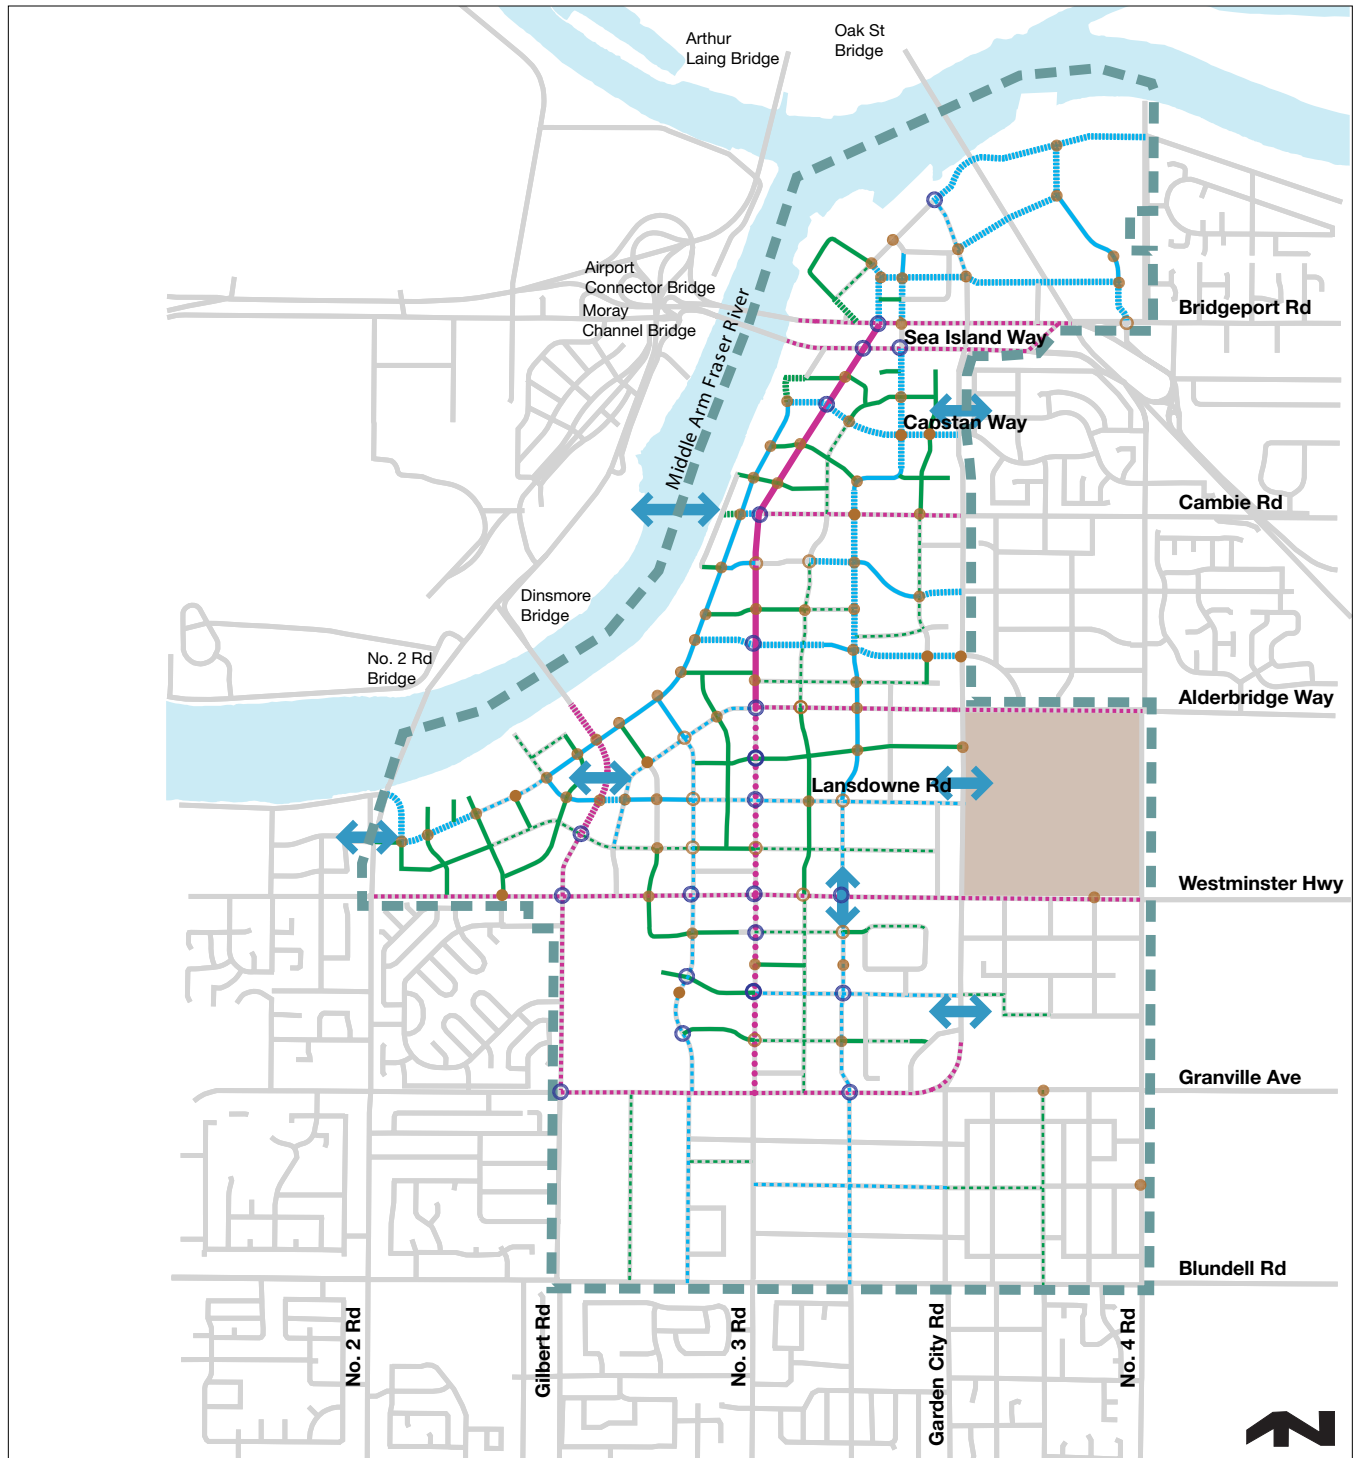 Oak St
Bridge
Arthur
Laing Bridge
Airport
Connector Bridge
Moray
Channel Bridge
Bridgeport Rd
Sea Island Way
Middle Arm Fraser River
Caostan Way
Cambie Rd
Dinsmore
Bridge
No. 2 Rd
Bridge
Alderbridge Way
Lansdowne Rd
Westminster Hwy
Granville Ave
Blundell Rd
No. 2 Rd
Gilbert Rd
No. 3 Rd
Garden City Rd
No. 4 Rd
N